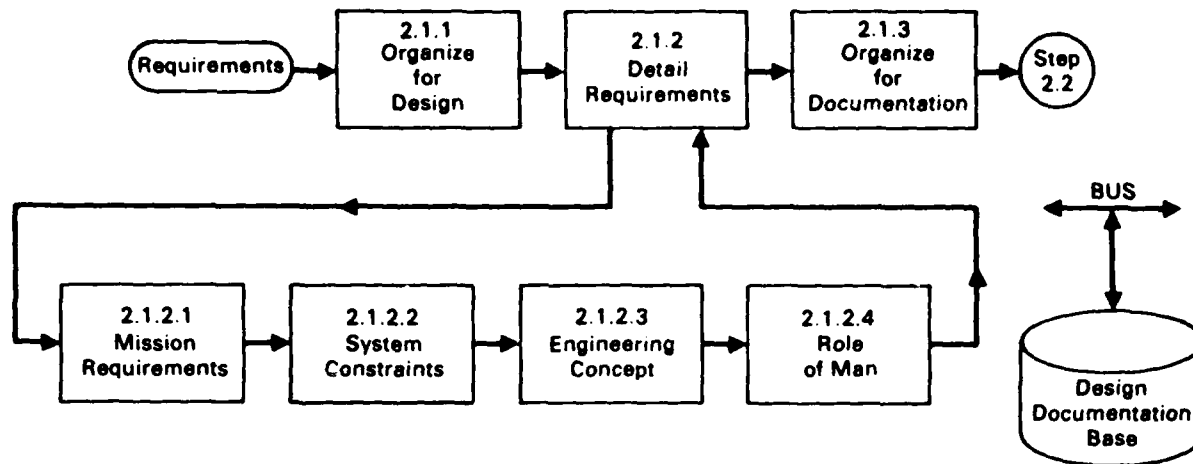 Requirements
2.1.1
Organize
for
Design
2.1.2
Detail
Requirements
2.1.3
Organize
for
Documentation
Step
2.2
BUS
2.1.2.1
Mission
Requirements
2.1.2.2
System
Constraints
2.1.2.3
Engineering
Concept
2.1.2.4
Role
of Man
Design
Documentation
Base